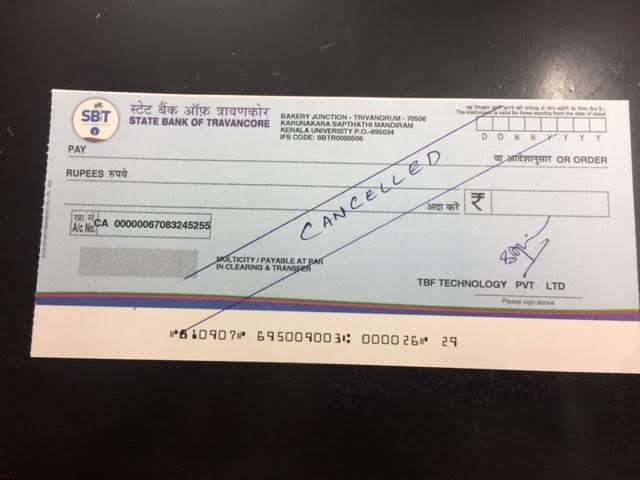 SBT
स्टेट बैंक ऑफ़ त्रावणकोर
STATE BANK OF TRAVANCORE
BAKERY JUNCTION - TRIVANDRUM - 70506
KARUNAKARA SAPTHATHI MANDIRAM
KERALA UNIVERSITY P.O.-695034
IFS CODE: SBTR0000506
The instrument is valid for three months from the date of issue
D D M M Y Y Y Y
PAY
या आदेशानुसार OR ORDER
RUPEES रुपये
CANCELLED
अदा करें ₹
खा. सं
A/c No. CA 00000067083245255
MULTICITY / PAYABLE AT PAR
IN CLEARING & TRANSFER
TBF TECHNOLOGY PVT LTD
Please sign above
⑈810907⑈ 695009003⑆ 000026⑈ 29